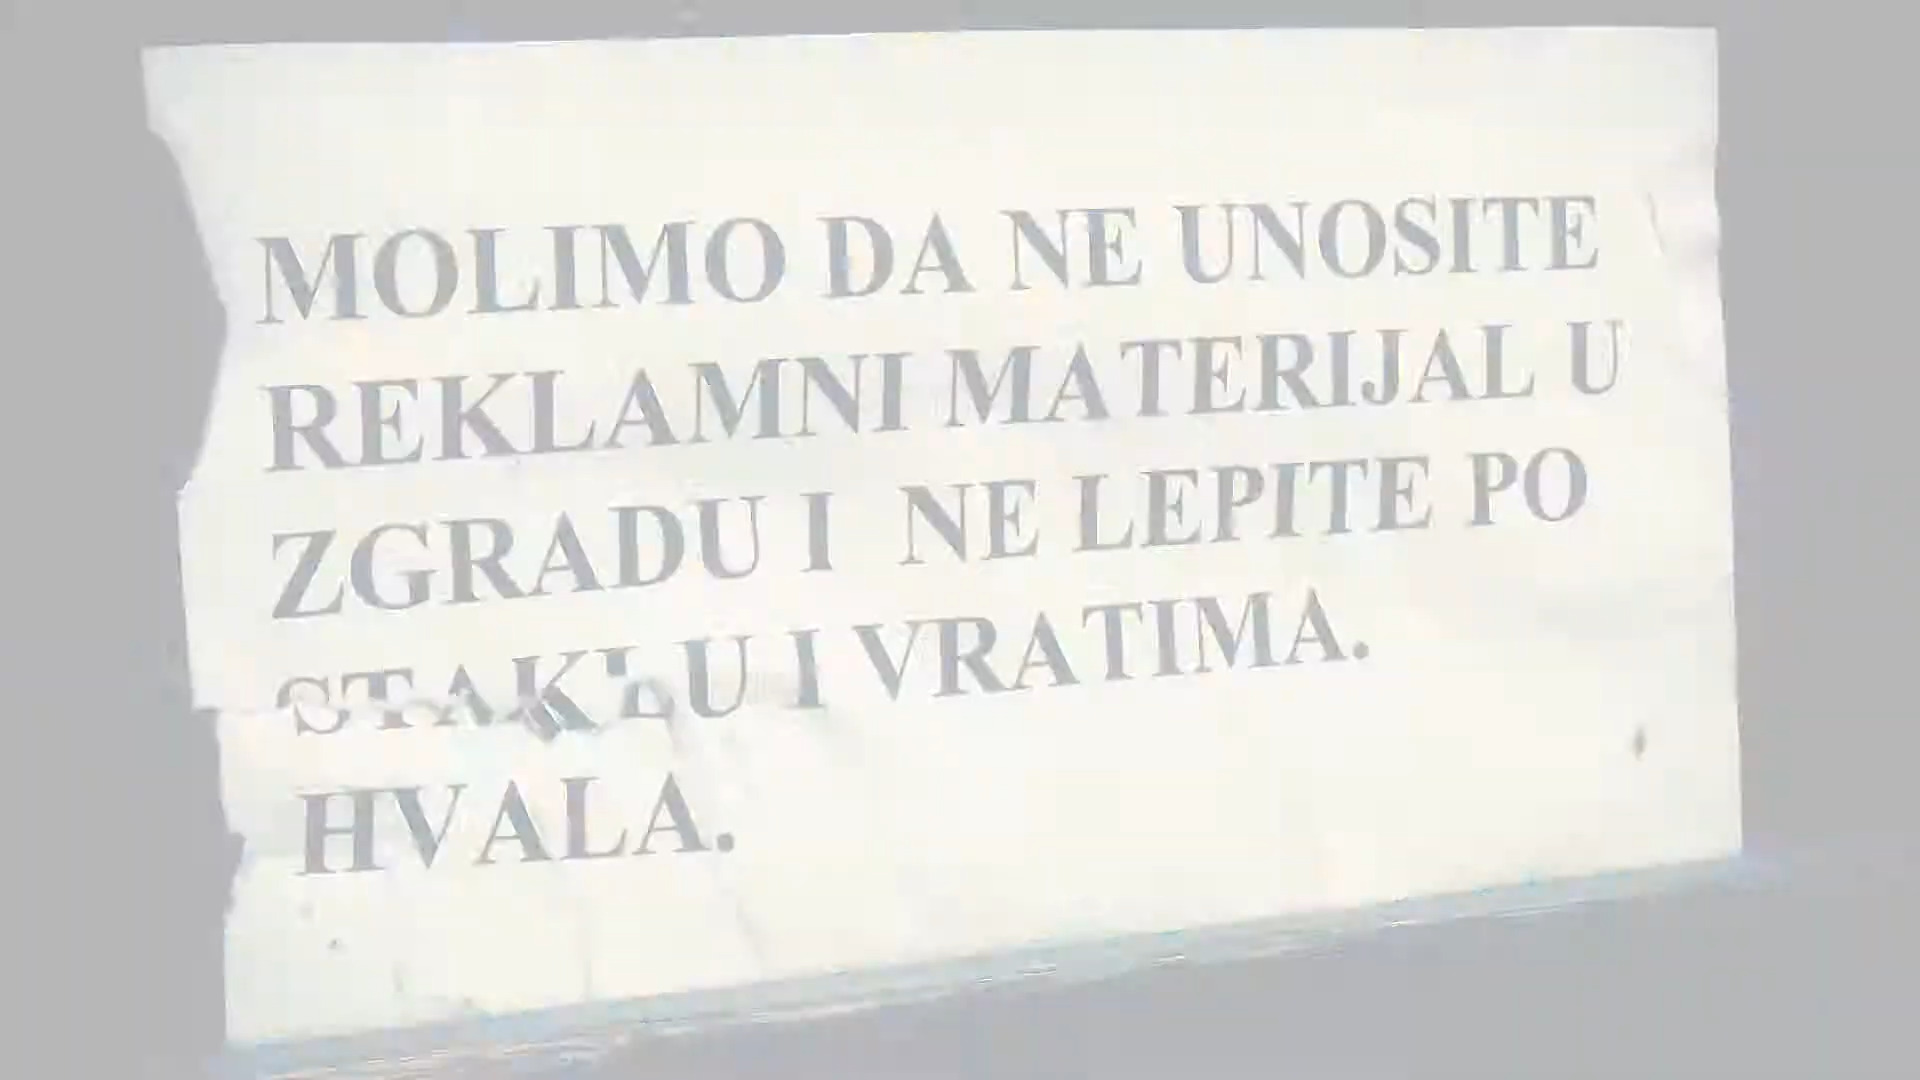 MOLIMO DA NE UNOSITE
REKLAMNI MATERIJAL U
ZGRADU I NE LEPITE PO
STAKLU I VRATIMA.
HVALA.